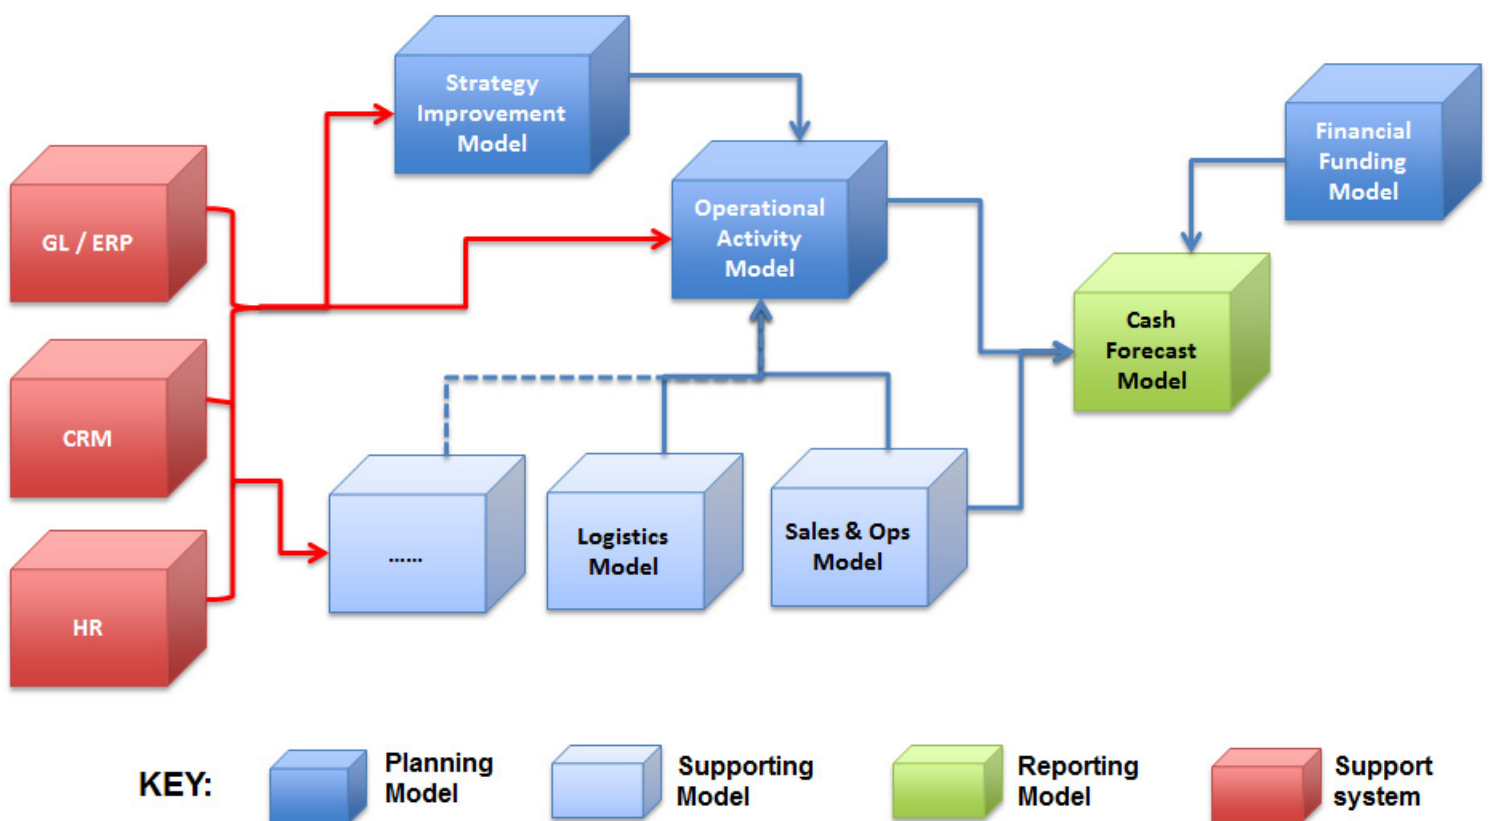 Strategy
Improvement
Model
Financial
Funding
Model
GL / ERP
Operational
Activity
Model
Cash
Forecast
Model
CRM
......
Logistics
Model
Sales & Ops
Model
HR
KEY:
Planning
Model
Supporting
Model
Reporting
Model
Support
system